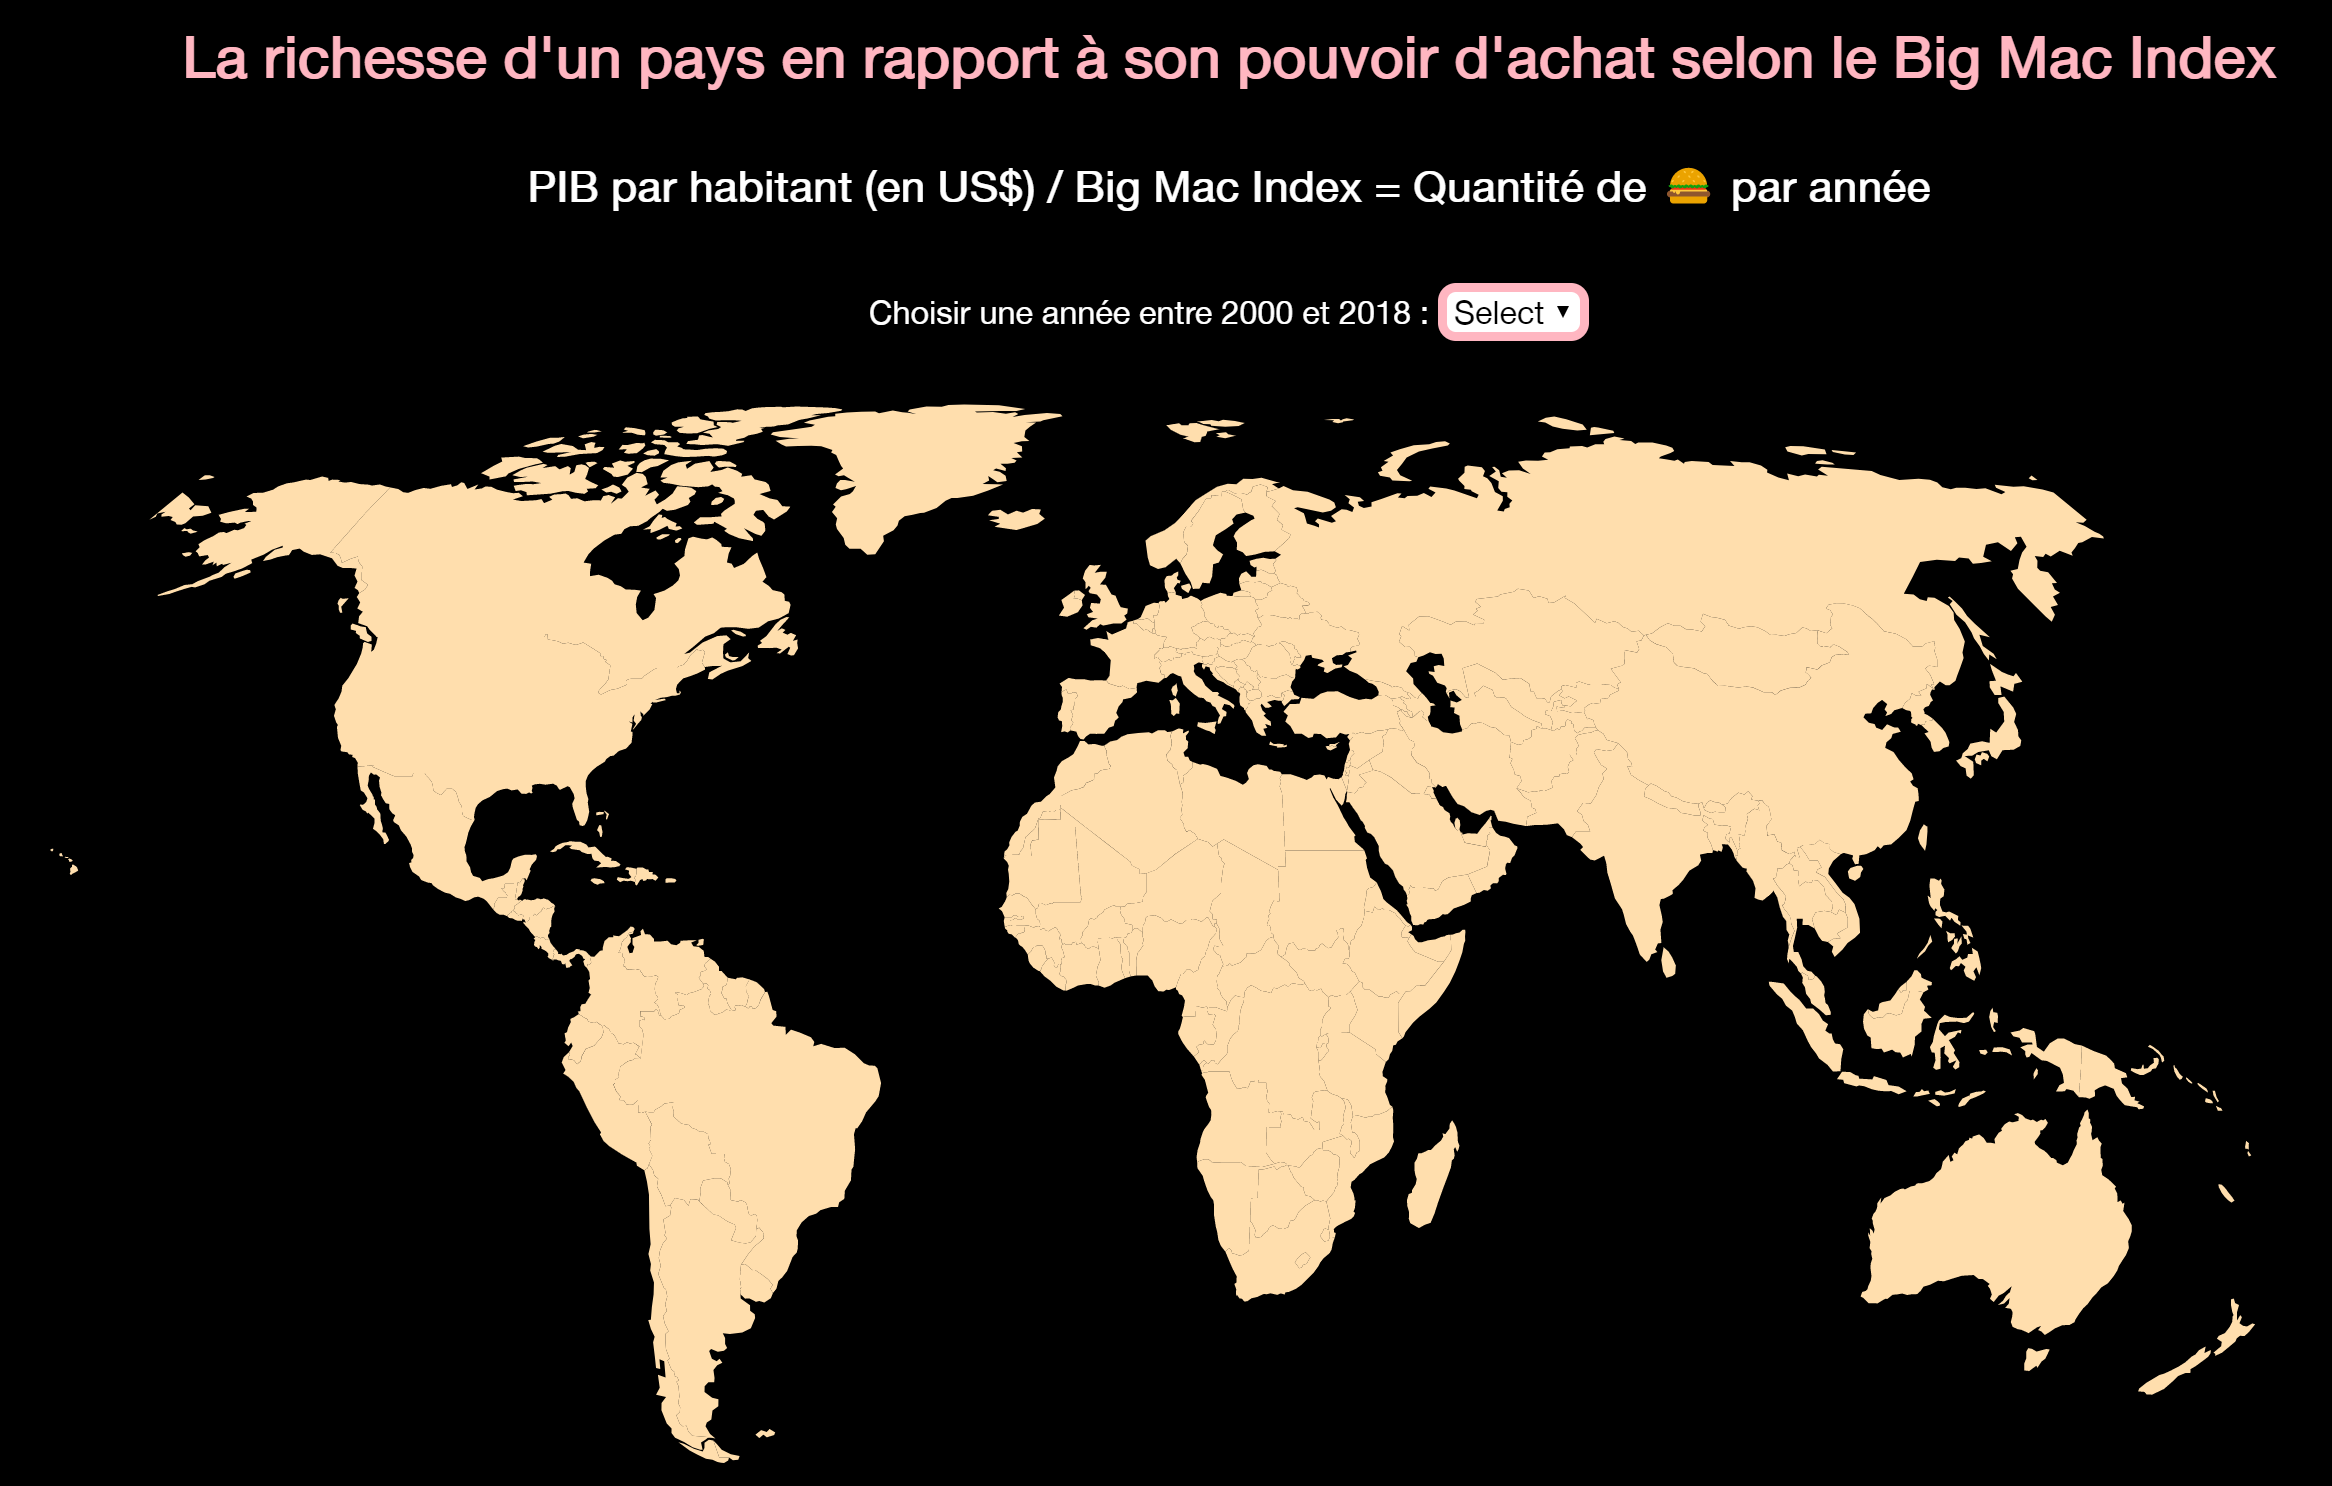 La richesse d'un pays en rapport à son pouvoir d'achat selon le Big Mac Index
PIB par habitant (en US$) / Big Mac Index = Quantité de 🍔 par année
Choisir une année entre 2000 et 2018 : Select ▼